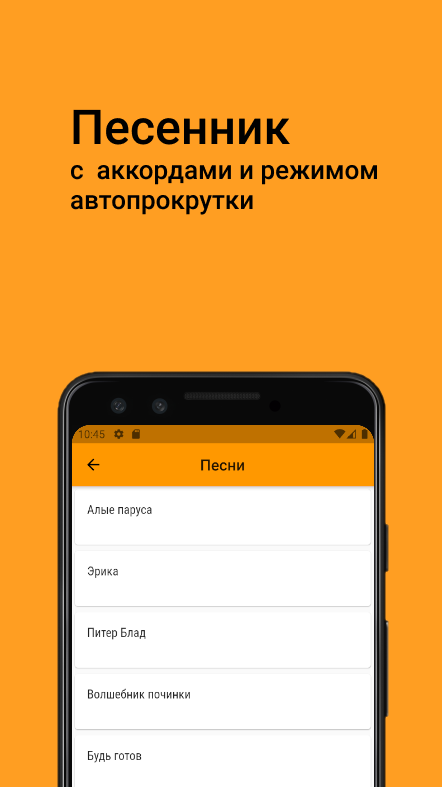 Песенник
с аккордами и режимом
автопрокрутки
10:45
Песни
Алые паруса
Эрика
Питер Блад
Волшебник починки
Будь готов